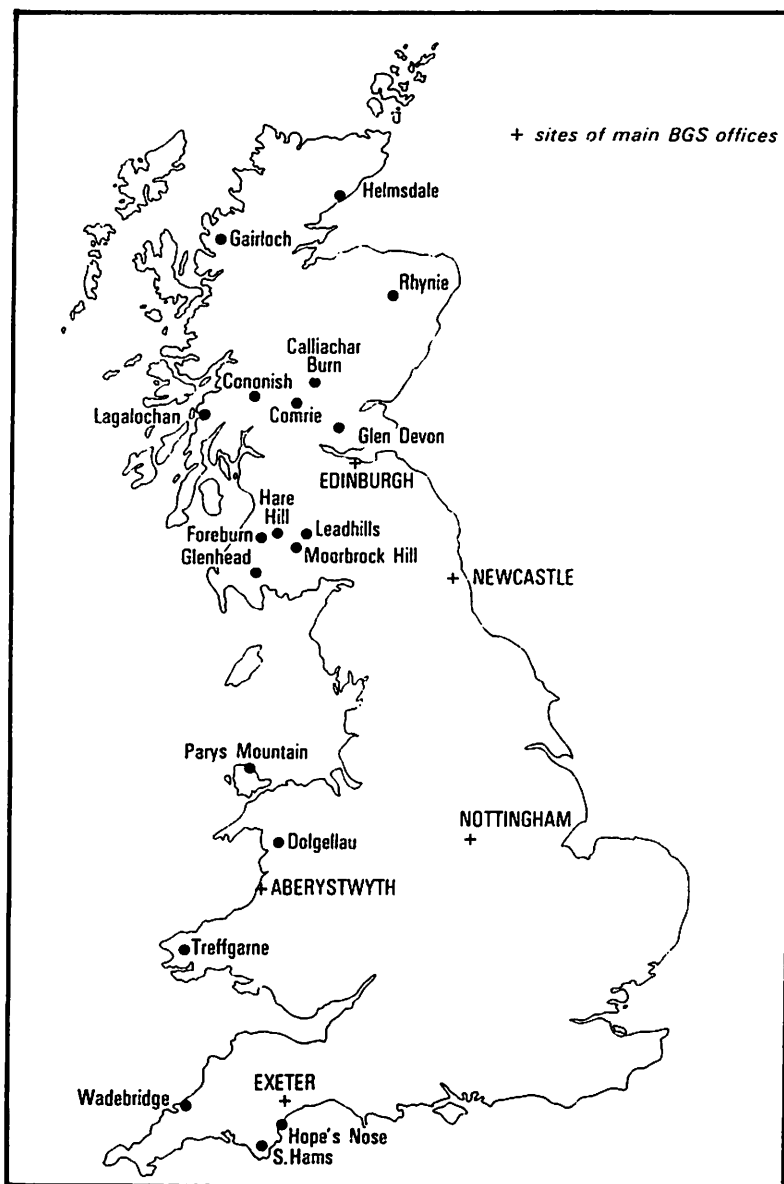 + sites of main BGS offices
Helmsdale
Gairloch
Rhynie
Calliachar
Burn
Cononish
Lagalochan
Comrie
Glen Devon
+
EDINBURGH
Hare
Hill
Foreburn
Leadhills
Glenhead
Moorbrock Hill
+ NEWCASTLE
Parys Mountain
NOTTINGHAM
+
Dolgellau
+ ABERYSTWYTH
Treffgarne
Wadebridge
EXETER
+
Hope's Nose
S.Hams